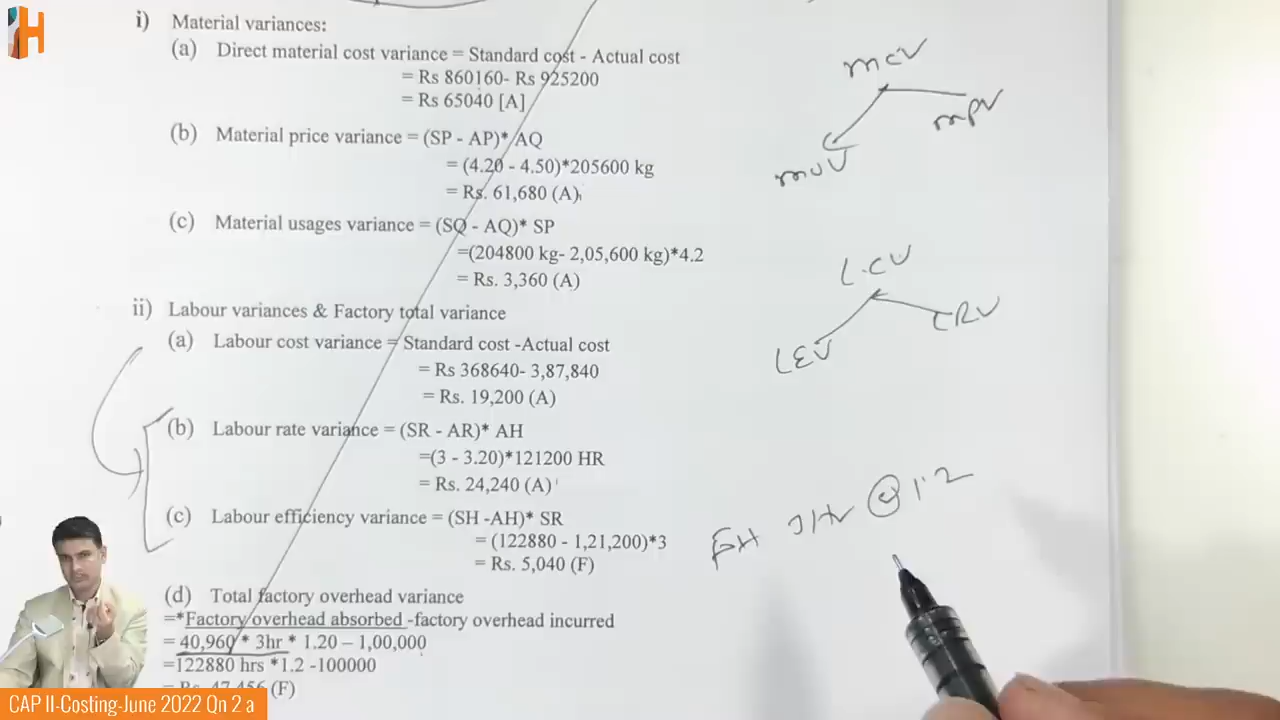 H
i) Material variances:
(a) Direct material cost variance = Standard cost - Actual cost
= Rs 860160- Rs 925200
= Rs 65040 [A]
(b) Material price variance = (SP - AP)* AQ
= (4.20 - 4.50)*205600 kg
= Rs. 61,680 (A)
(c) Material usages variance = (SQ - AQ)* SP
=(204800 kg- 2,05,600 kg)*4.2
= Rs. 3,360 (A)
ii) Labour variances & Factory total variance
(a) Labour cost variance = Standard cost -Actual cost
= Rs 368640- 3,87,840
= Rs. 19,200 (A)
(b) Labour rate variance = (SR - AR)* AH
=(3 - 3.20)*121200 HR
= Rs. 24,240 (A)
(c) Labour efficiency variance = (SH -AH)* SR
= (122880 - 1,21,200)*3
= Rs. 5,040 (F)
(d) Total factory overhead variance
=*Factory overhead absorbed -factory overhead incurred
= 40,960 * 3hr * 1.20 – 1,00,000
=122880 hrs *1.2 -100000
= Rs. 47,456 (F)
MCV
MPV
MUV
LCV
LRV
LEV
@ 1.2
CAP II-Costing-June 2022 Qn 2 a